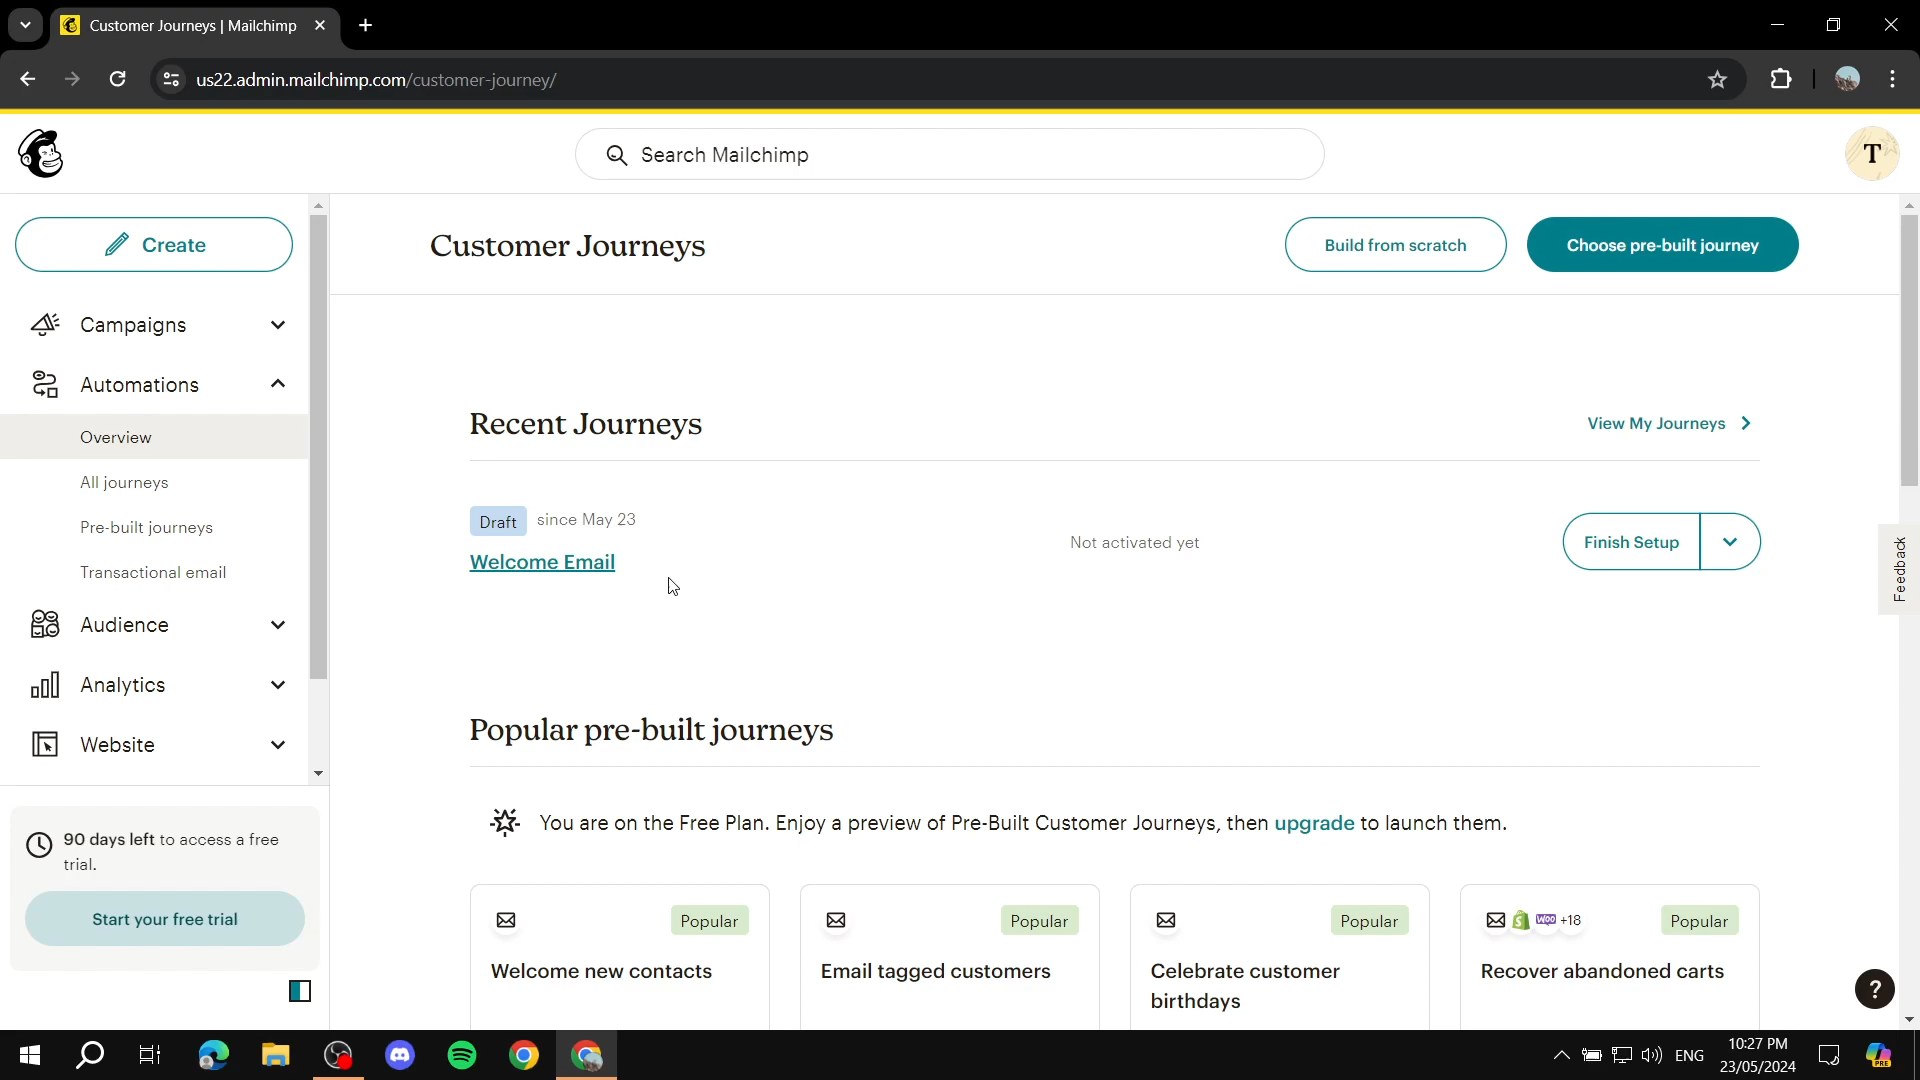 Customer Journeys | Mailchimp
us22.admin.mailchimp.com/customer-journey/
Search Mailchimp
T
Create
Campaigns
Automations
Overview
All journeys
Pre-built journeys
Transactional email
Audience
Analytics
Website
90 days left to access a free
trial.
Start your free trial
Customer Journeys
Build from scratch
Choose pre-built journey
Recent Journeys
View My Journeys
Draft since May 23
Welcome Email
Not activated yet
Finish Setup
Feedback
Popular pre-built journeys
You are on the Free Plan. Enjoy a preview of Pre-Built Customer Journeys, then upgrade to launch them.
Popular
Welcome new contacts
Popular
Email tagged customers
Popular
Celebrate customer
birthdays
WOO +18
Popular
Recover abandoned carts
?
ENG
10:27 PM
23/05/2024
PRE